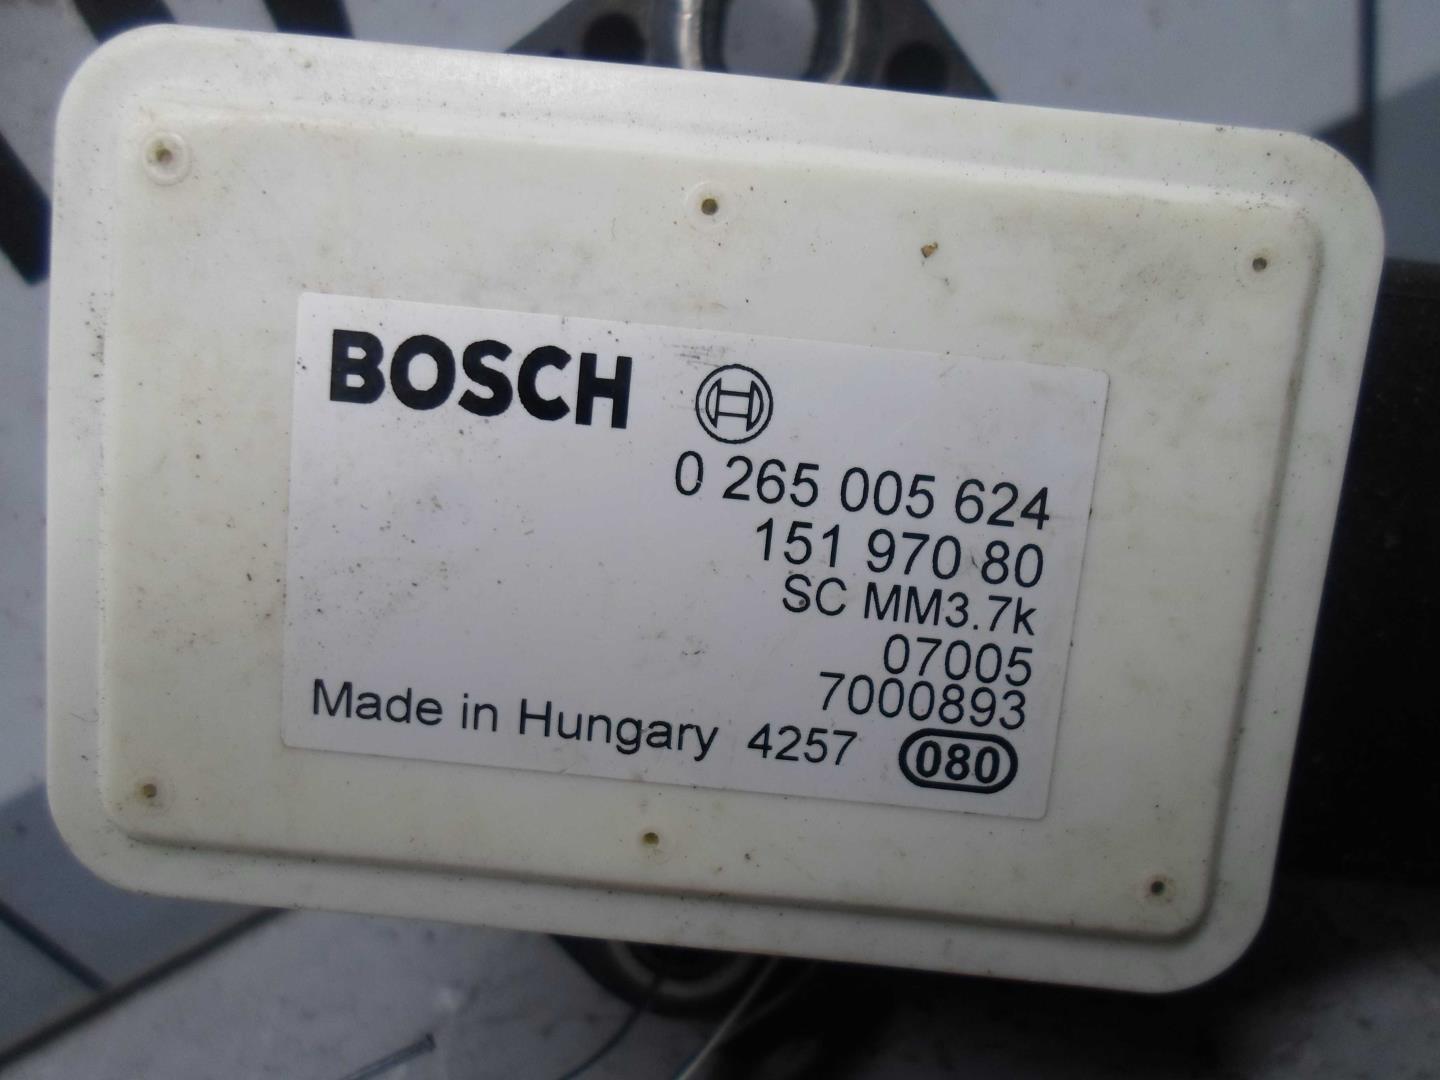 BOSCH
0 265 005 624
151 970 80
SC MM3.7k
07005
7000893
Made in Hungary 4257 080